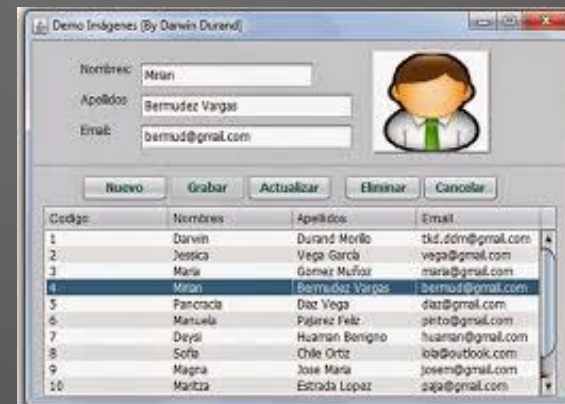 Demo Imágenes [By Darwin Durand]
Nombres: Mirian
Apellidos Bermudez Vargas
Email: bermud@gmail.com
Nuevo Grabar Actualizar Eliminar Cancelar
Codigo Nombres Apellidos Email
1 Darwin Durand Morillo tkd.ddm@gmail.com
2 Jessica Vega García vega@gmail.com
3 Maria Gomez Muñoz maria@gmail.com
4 Mirian Bermudez Vargas bermud@gmail.com
5 Pancracia Diaz Vega diaz@gmail.com
6 Manuela Pajarez Feliz pinto@gmail.com
7 Deysi Huaman Benigno huaman@gmail.com
8 Sofia Chile Ortiz lola@outlook.com
9 Magna Jose Maria josem@gmail.com
10 Maritza Estrada Lopez paja@gmail.com